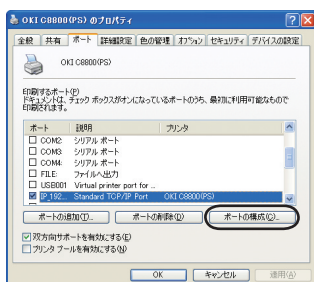 OKI C8800(PS) のプロパティ
全般 共有 ポート 詳細設定 色の管理 オプション セキュリティ デバイスの設定
OKI C8800(PS)
印刷するポート(P)
ドキュメントは、チェック ボックスがオンになっているポートのうち、最初に利用可能なもので
印刷されます。
ポート 説明 プリンタ
COM2: シリアル ポート
COM3: シリアル ポート
COM4: シリアル ポート
FILE: ファイルへ出力
USB001 Virtual printer port for ...
IP_192... Standard TCP/IP Port OKI C8800(PS)
ポートの追加(T)... ポートの削除(D) ポートの構成(C)...
双方向サポートを有効にする(E)
プリンタ プールを有効にする(N)
OK キャンセル 適用(A)